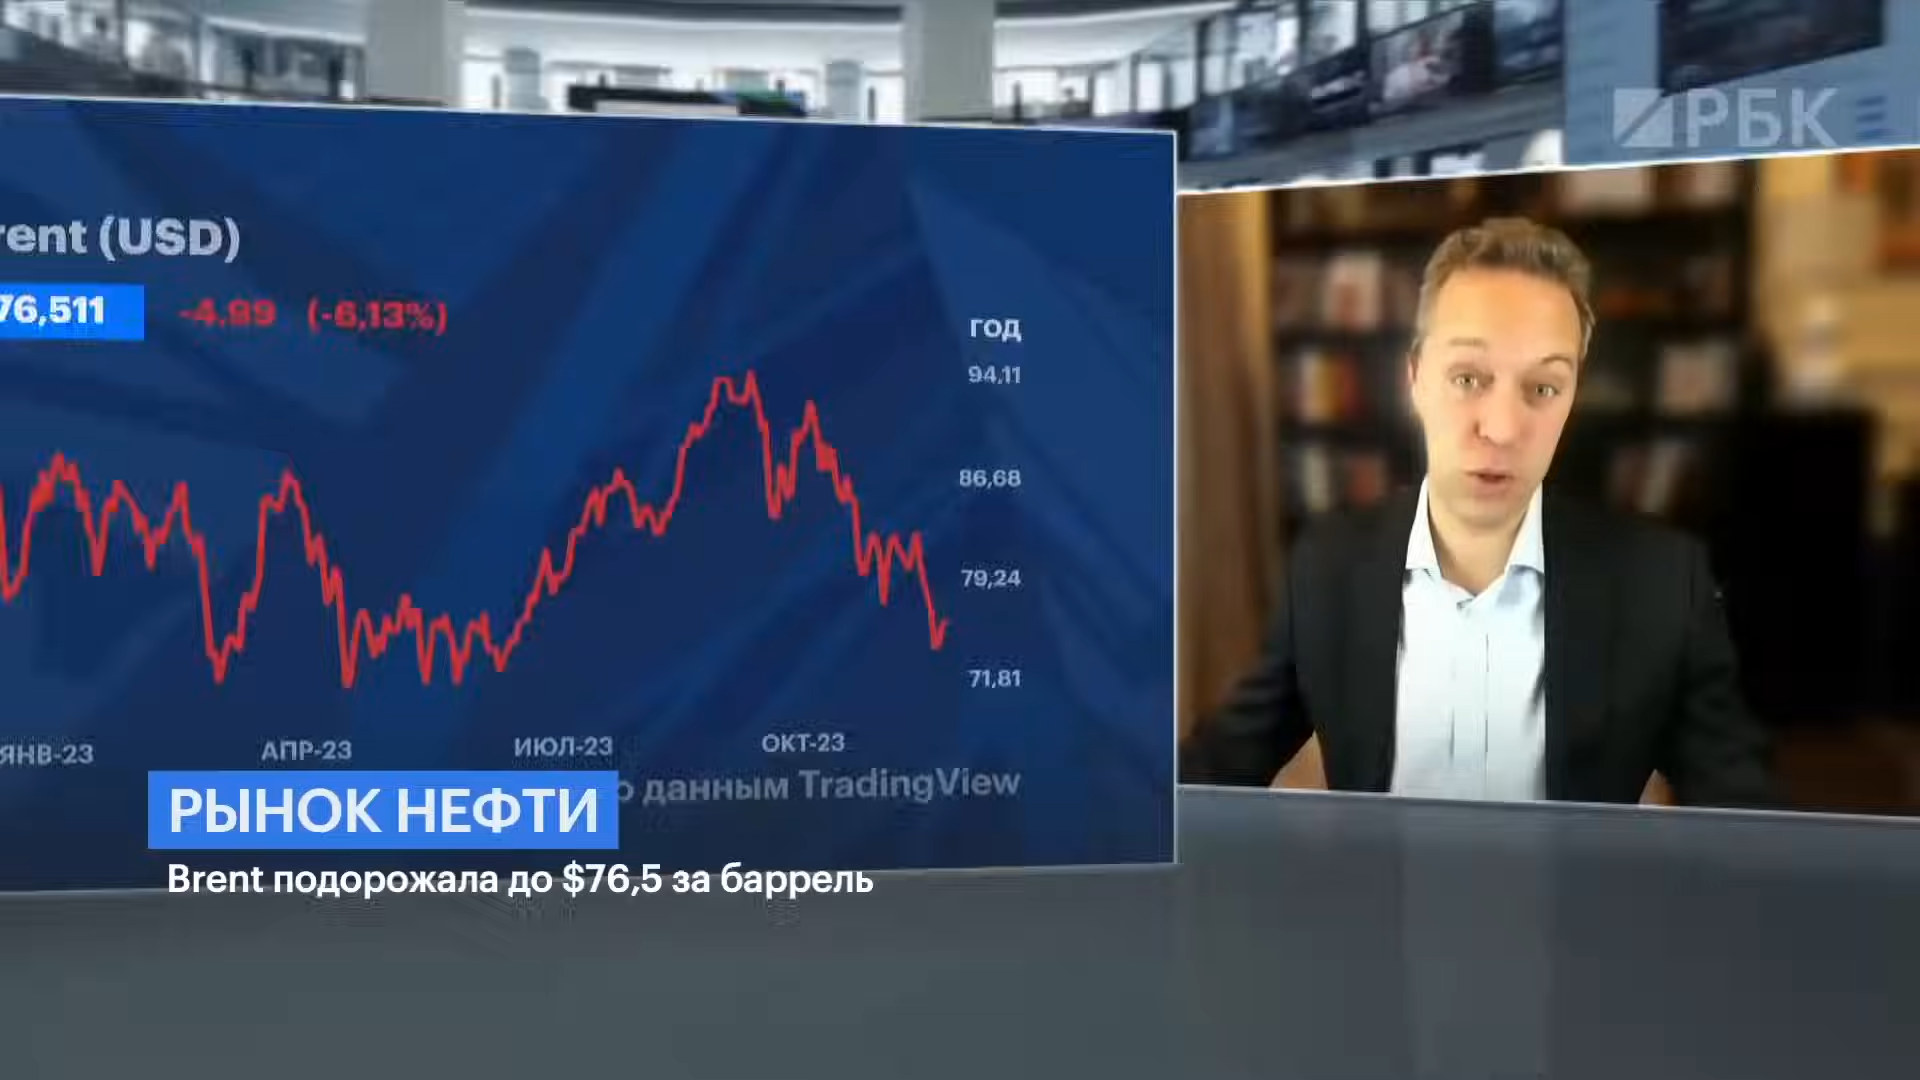 РБК
rent (USD)
76,511 -4.99 (-6,13%)
ГОД
94,11
86,68
79,24
71,81
ЯНВ-23 АПР-23 ИЮЛ-23 ОКТ-23
о данным TradingView
РЫНОК НЕФТИ
Brent подорожала до $76,5 за баррель